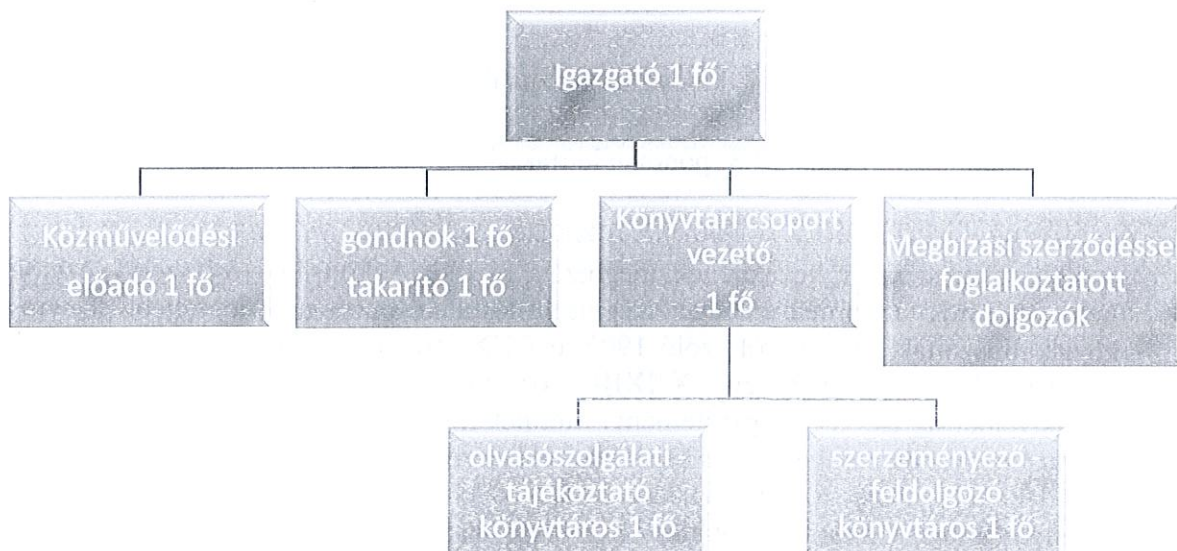 Igazgató 1 fő
Közművelődési
előadó 1 fő
gondnok 1 fő
takarító 1 fő
Könyvtári csoport
vezető
1 fő
Megbízási szerződésse
foglalkoztatott
dolgozók
olvasószolgálati -
tájékoztató
könyvtáros 1 fő
szerzeményező -
feldolgozó
könyvtáros 1 fő